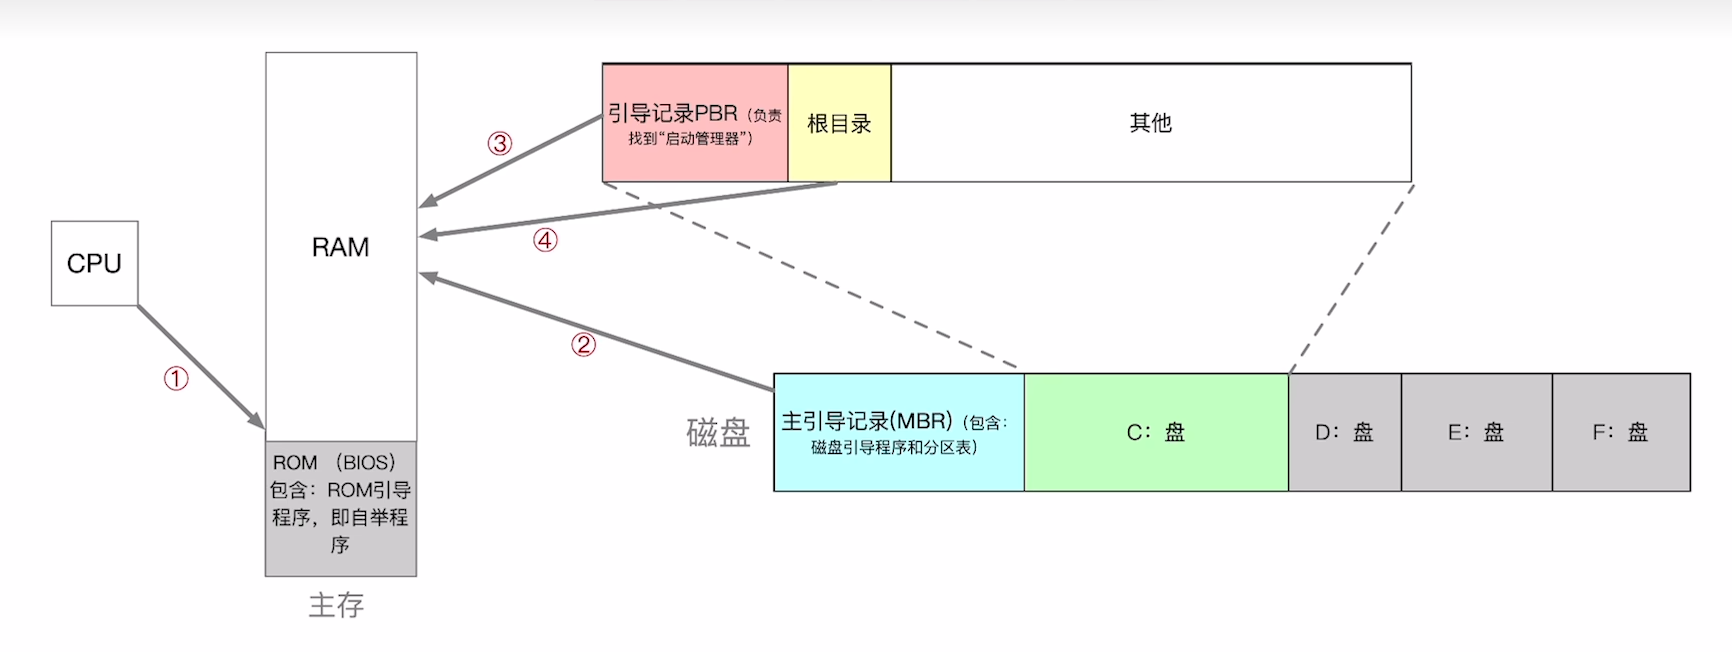 引导记录PBR（负责
找到“启动管理器”）
根目录
其他
③
④
CPU
RAM
②
①
磁盘
主引导记录(MBR)（包含：
磁盘引导程序和分区表）
C：盘
D：盘
E：盘
F：盘
ROM （BIOS）
包含：ROM引导
程序，即自举程
序
主存